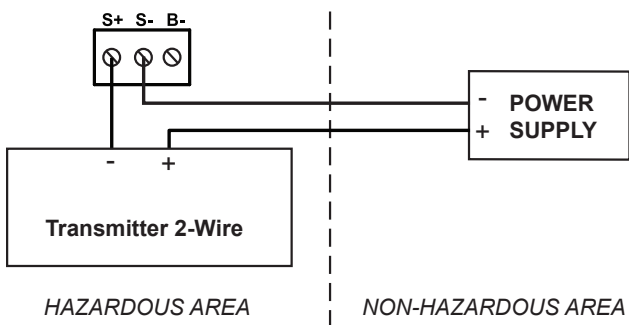 S+ S- B-
- POWER
+ SUPPLY
- +
Transmitter 2-Wire
HAZARDOUS AREA
NON-HAZARDOUS AREA